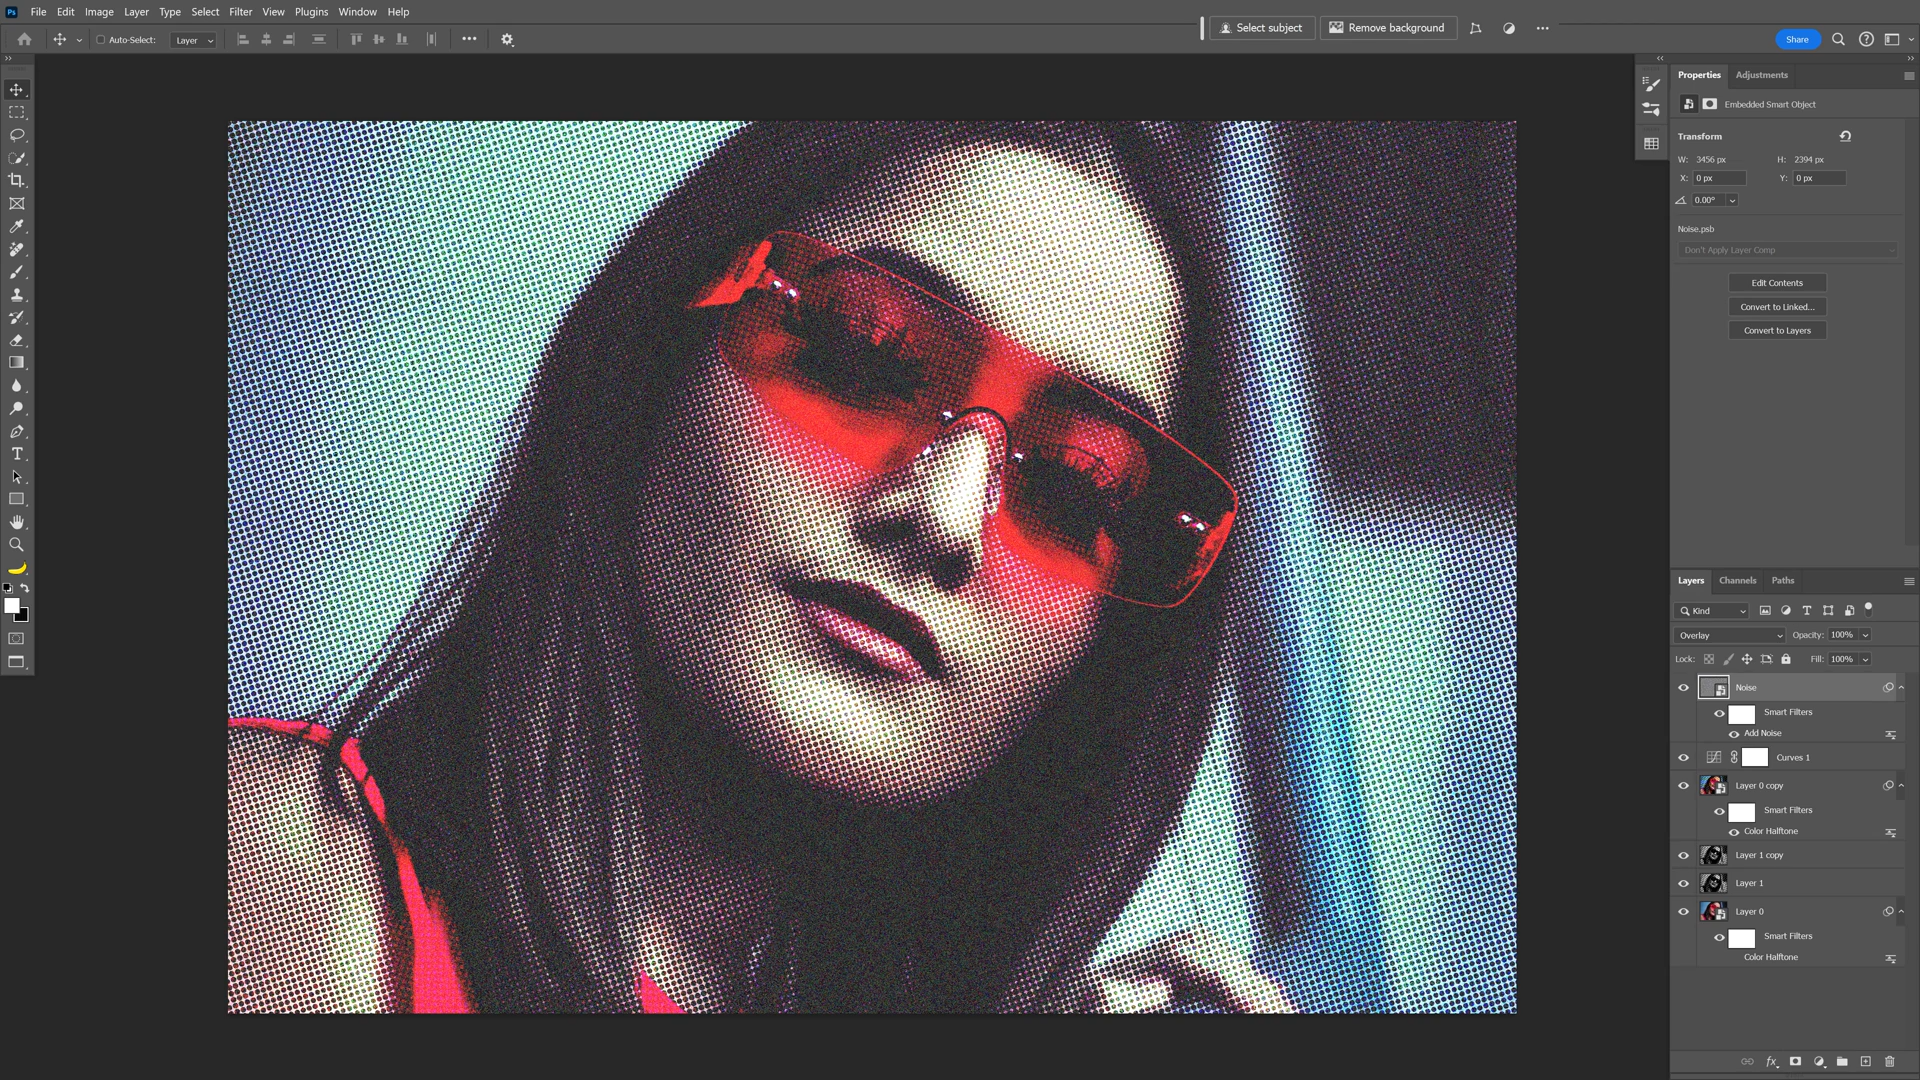 Ps File Edit Image Layer Type Select Filter View Plugins Window Help
Select subject Remove background
Auto-Select: Layer Share
Properties Adjustments
Embedded Smart Object
Transform
W: 3456 px H: 2394 px
X: 0 px Y: 0 px
0.00°
Noise.psb
Don't Apply Layer Comp
Edit Contents
Convert to Linked...
Convert to Layers
T
Layers Channels Paths
Kind T
Overlay Opacity: 100%
Lock: Fill: 100%
Noise
Smart Filters
Add Noise
Curves 1
Layer 0 copy
Smart Filters
Color Halftone
Layer 1 copy
Layer 1
Layer 0
Smart Filters
Color Halftone
fx